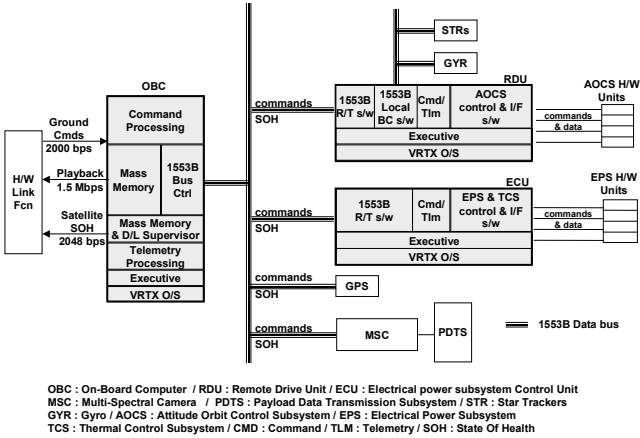 STRs
GYR
RDU
OBC
AOCS H/W
Units
Command
Processing
Mass
Memory
1553B
Bus
Ctrl
Mass Memory
& D/L Supervisor
Telemetry
Processing
Executive
VRTX O/S
H/W
Link
Fcn
Ground
Cmds
2000 bps
Playback
1.5 Mbps
Satellite
SOH
2048 bps
commands
SOH
1553B
R/T s/w
1553B
Local
BC s/w
Cmd/
Tlm
AOCS
control & I/F
s/w
Executive
VRTX O/S
commands
& data
ECU
EPS H/W
Units
commands
SOH
1553B
R/T s/w
Cmd/
Tlm
EPS & TCS
control & I/F
s/w
Executive
VRTX O/S
commands
& data
commands
SOH
GPS
commands
SOH
MSC
PDTS
1553B Data bus
OBC : On-Board Computer / RDU : Remote Drive Unit / ECU : Electrical power subsystem Control Unit
MSC : Multi-Spectral Camera / PDTS : Payload Data Transmission Subsystem / STR : Star Trackers
GYR : Gyro / AOCS : Attitude Orbit Control Subsystem / EPS : Electrical Power Subsystem
TCS : Thermal Control Subsystem / CMD : Command / TLM : Telemetry / SOH : State Of Health